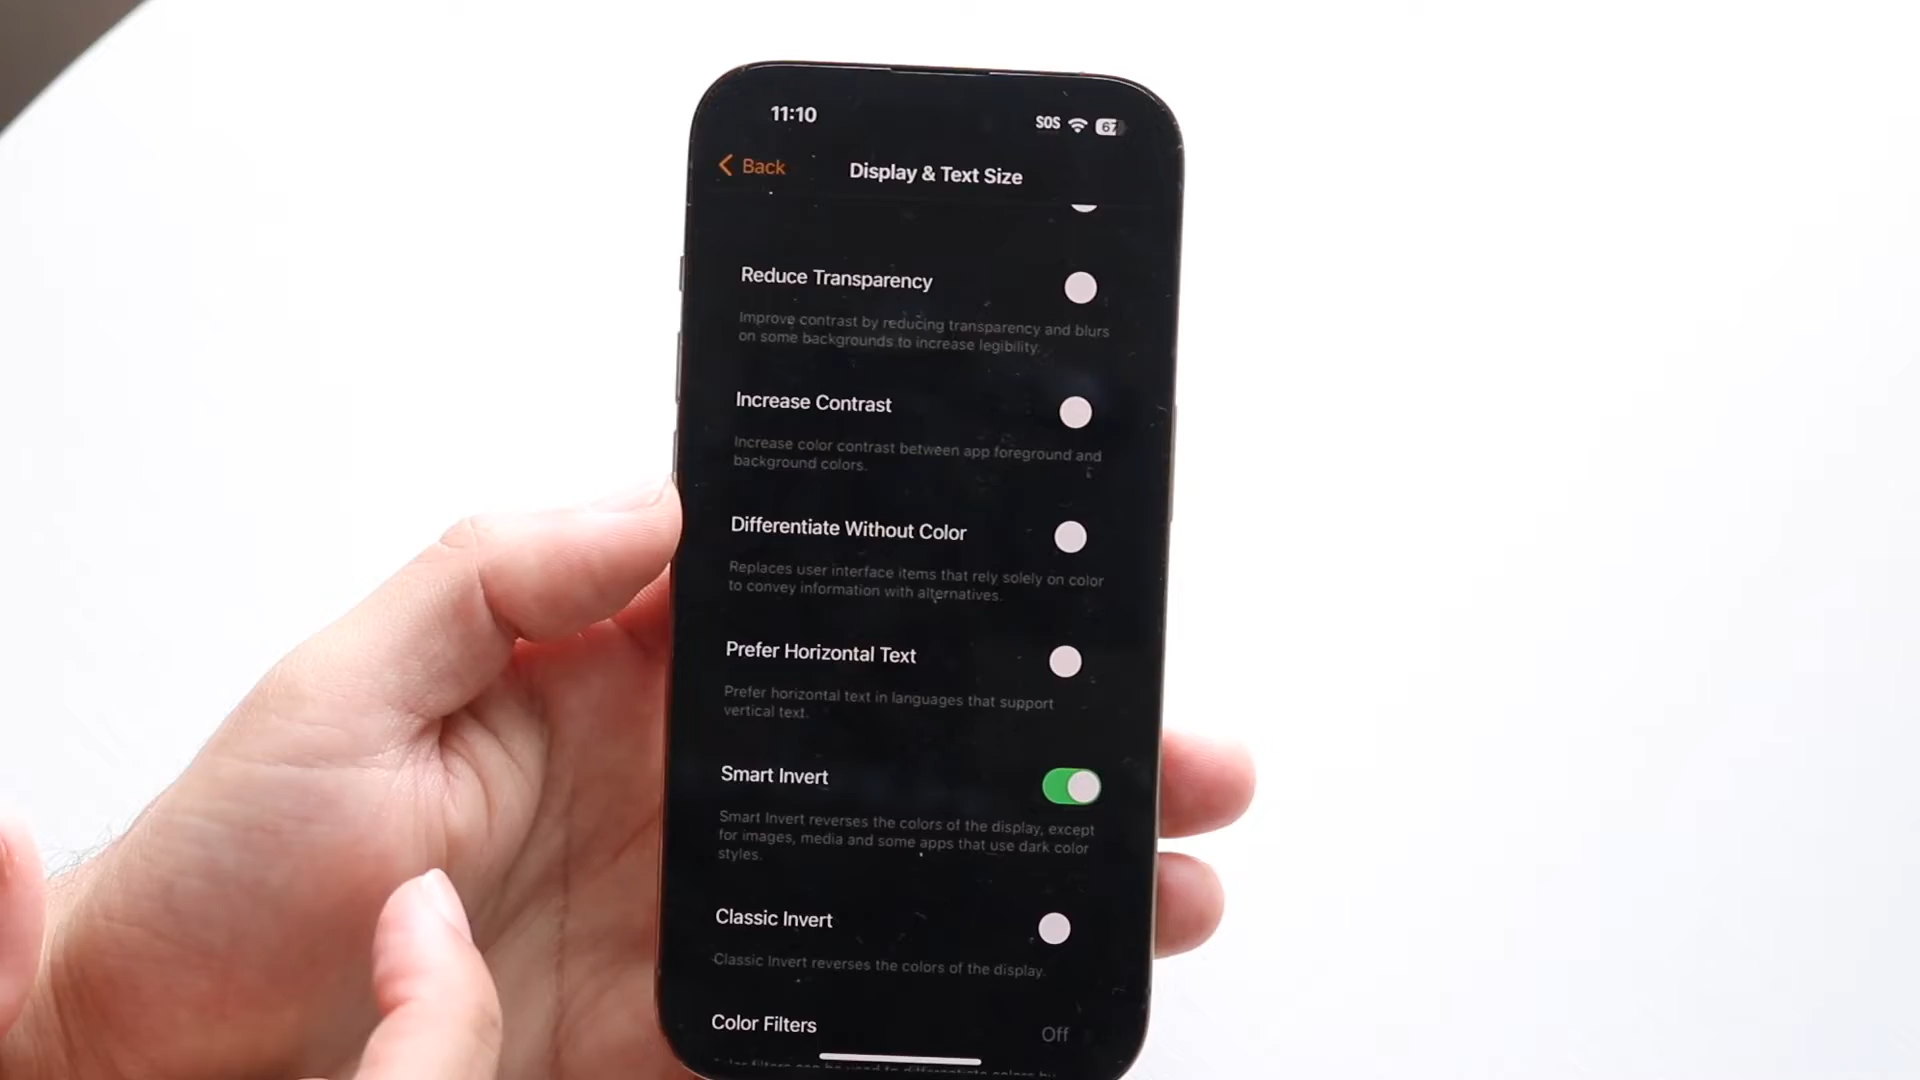 11:10
SOS 67
Back
Display & Text Size
Reduce Transparency
Improve contrast by reducing transparency and blurs
on some backgrounds to increase legibility.
Increase Contrast
Increase color contrast between app foreground and
background colors.
Differentiate Without Color
Replaces user interface items that rely solely on color
to convey information with alternatives.
Prefer Horizontal Text
Prefer horizontal text in languages that support
vertical text.
Smart Invert
Smart Invert reverses the colors of the display, except
for images, media and some apps that use dark color
styles.
Classic Invert
Classic Invert reverses the colors of the display.
Color Filters
Off